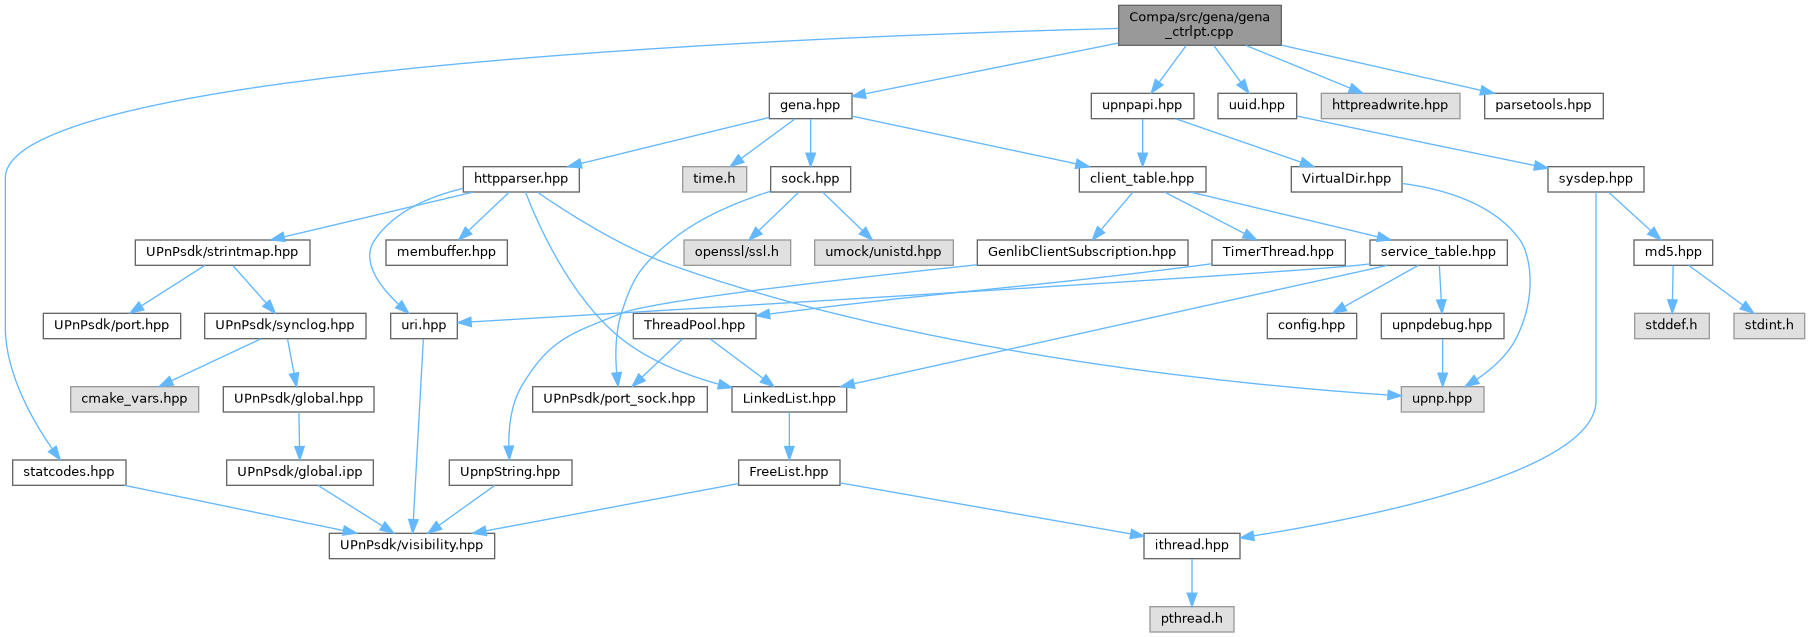 Compa/src/gena/gena
_ctrlpt.cpp
gena.hpp
upnpapi.hpp
uuid.hpp
httpreadwrite.hpp
parsetools.hpp
httpparser.hpp
time.h
sock.hpp
client_table.hpp
VirtualDir.hpp
sysdep.hpp
UPnPsdk/strintmap.hpp
membuffer.hpp
openssl/ssl.h
umock/unistd.hpp
GenlibClientSubscription.hpp
TimerThread.hpp
service_table.hpp
md5.hpp
UPnPsdk/port.hpp
UPnPsdk/synclog.hpp
uri.hpp
ThreadPool.hpp
config.hpp
upnpdebug.hpp
stddef.h
stdint.h
cmake_vars.hpp
UPnPsdk/global.hpp
UPnPsdk/port_sock.hpp
LinkedList.hpp
upnp.hpp
statcodes.hpp
UPnPsdk/global.ipp
UpnpString.hpp
FreeList.hpp
UPnPsdk/visibility.hpp
ithread.hpp
pthread.h